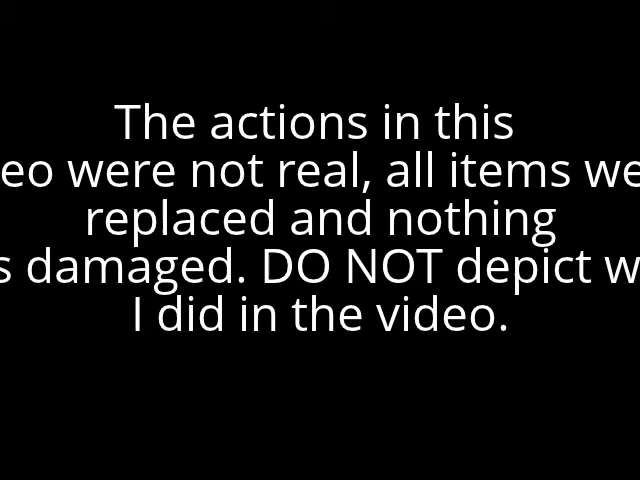 The actions in this
eo were not real, all items we
replaced and nothing
s damaged. DO NOT depict w
I did in the video.